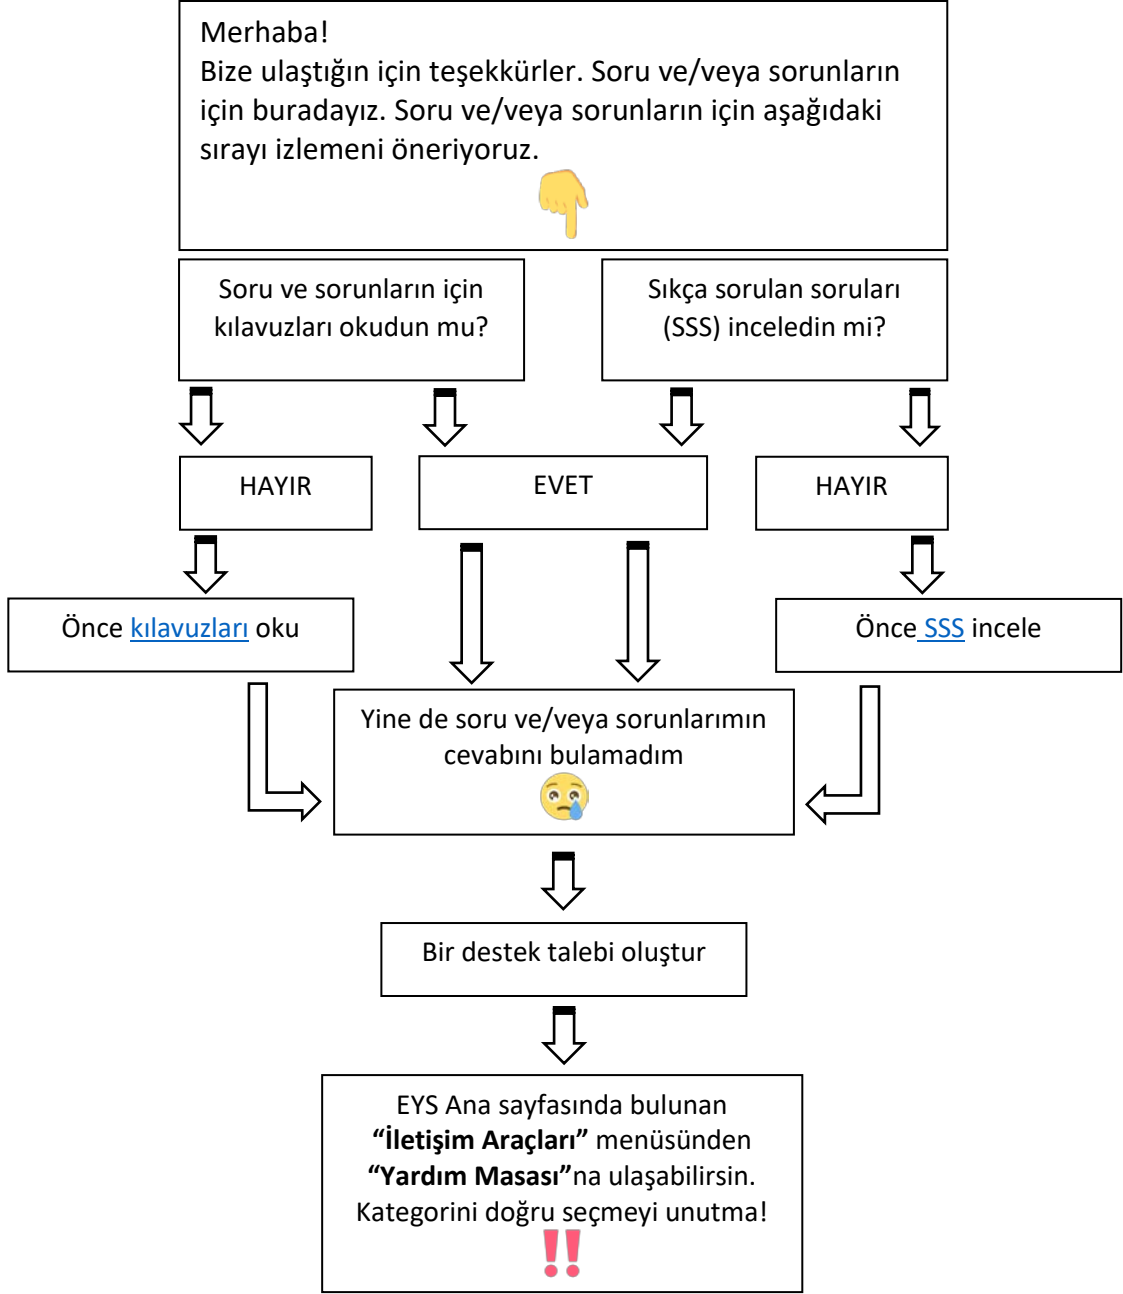 Merhaba!
Bize ulaştığın için teşekkürler. Soru ve/veya sorunların
için buradayız. Soru ve/veya sorunların için aşağıdaki
sırayı izlemeni öneriyoruz.
Soru ve sorunların için
kılavuzları okudun mu?
Sıkça sorulan soruları
(SSS) inceledin mi?
HAYIR
EVET
HAYIR
Önce kılavuzları oku
Önce SSS incele
Yine de soru ve/veya sorunlarımın
cevabını bulamadım
Bir destek talebi oluştur
EYS Ana sayfasında bulunan
“İletişim Araçları” menüsünden
“Yardım Masası”na ulaşabilirsin.
Kategorini doğru seçmeyi unutma!